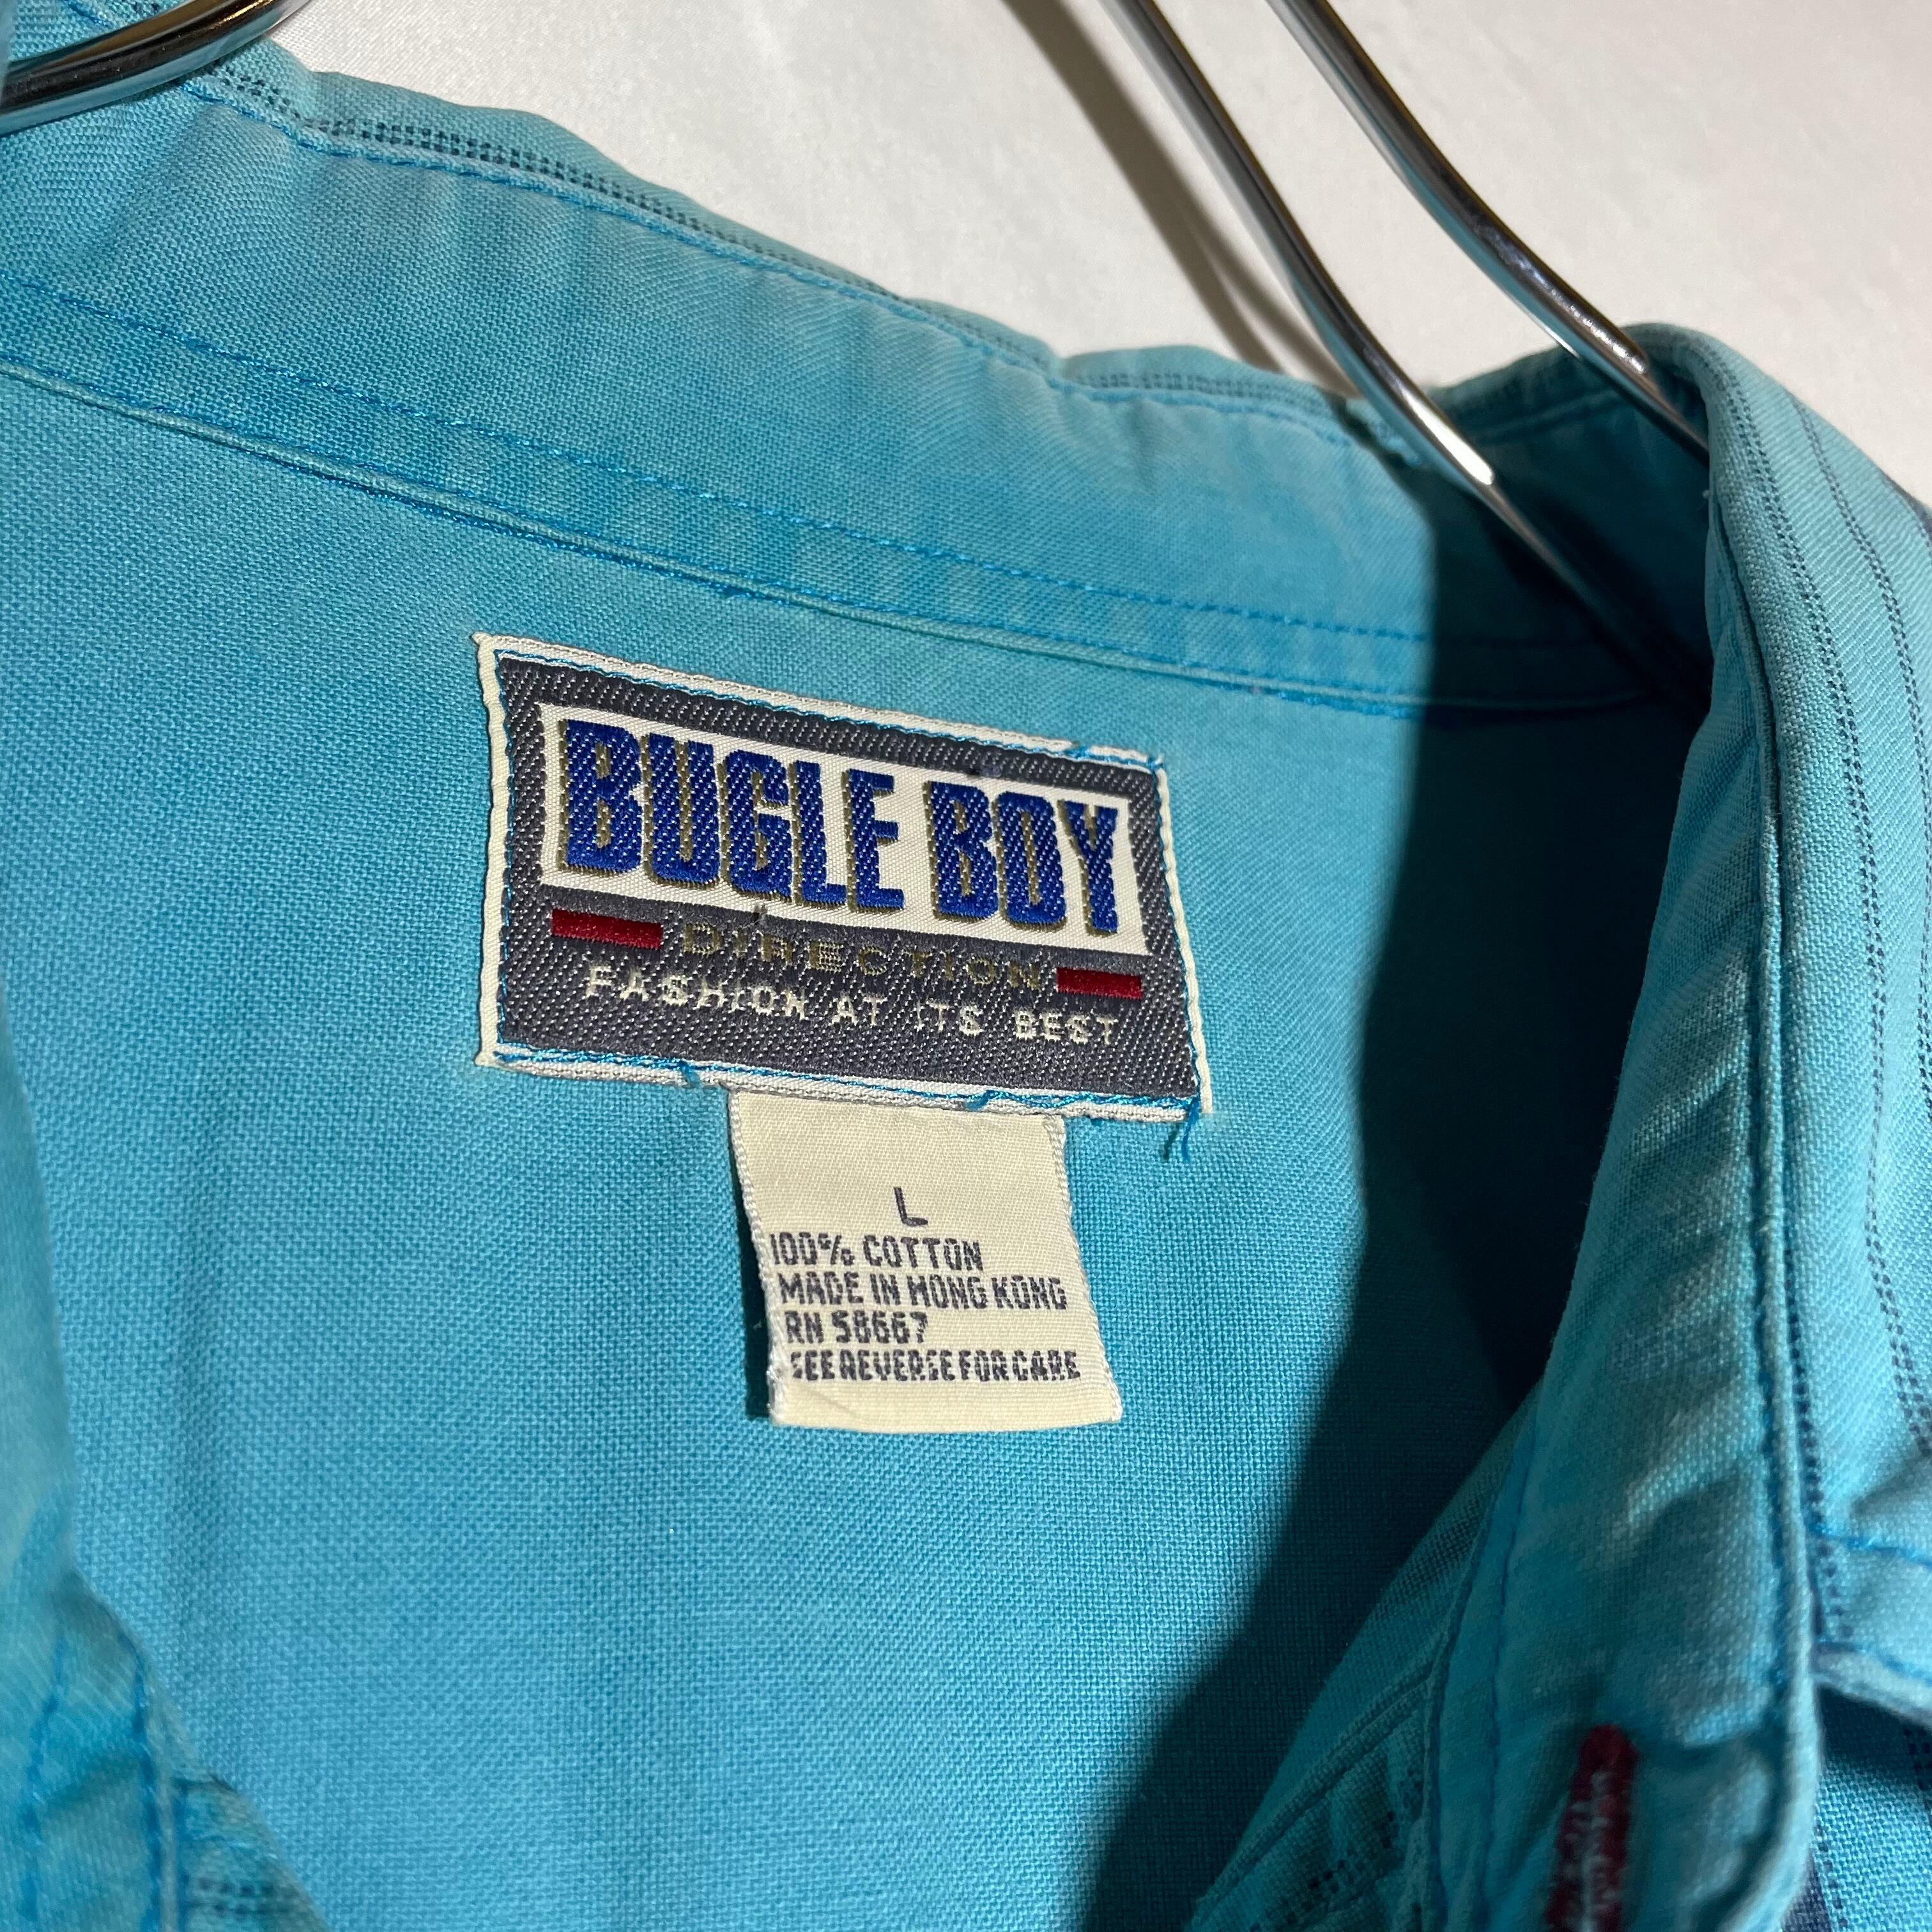 BUGLE BOY
DIRECTION
FASHION AT ITS BEST
L
100% COTTON
MADE IN HONG KONG
RN 58667
SEE REVERSE FOR CARE